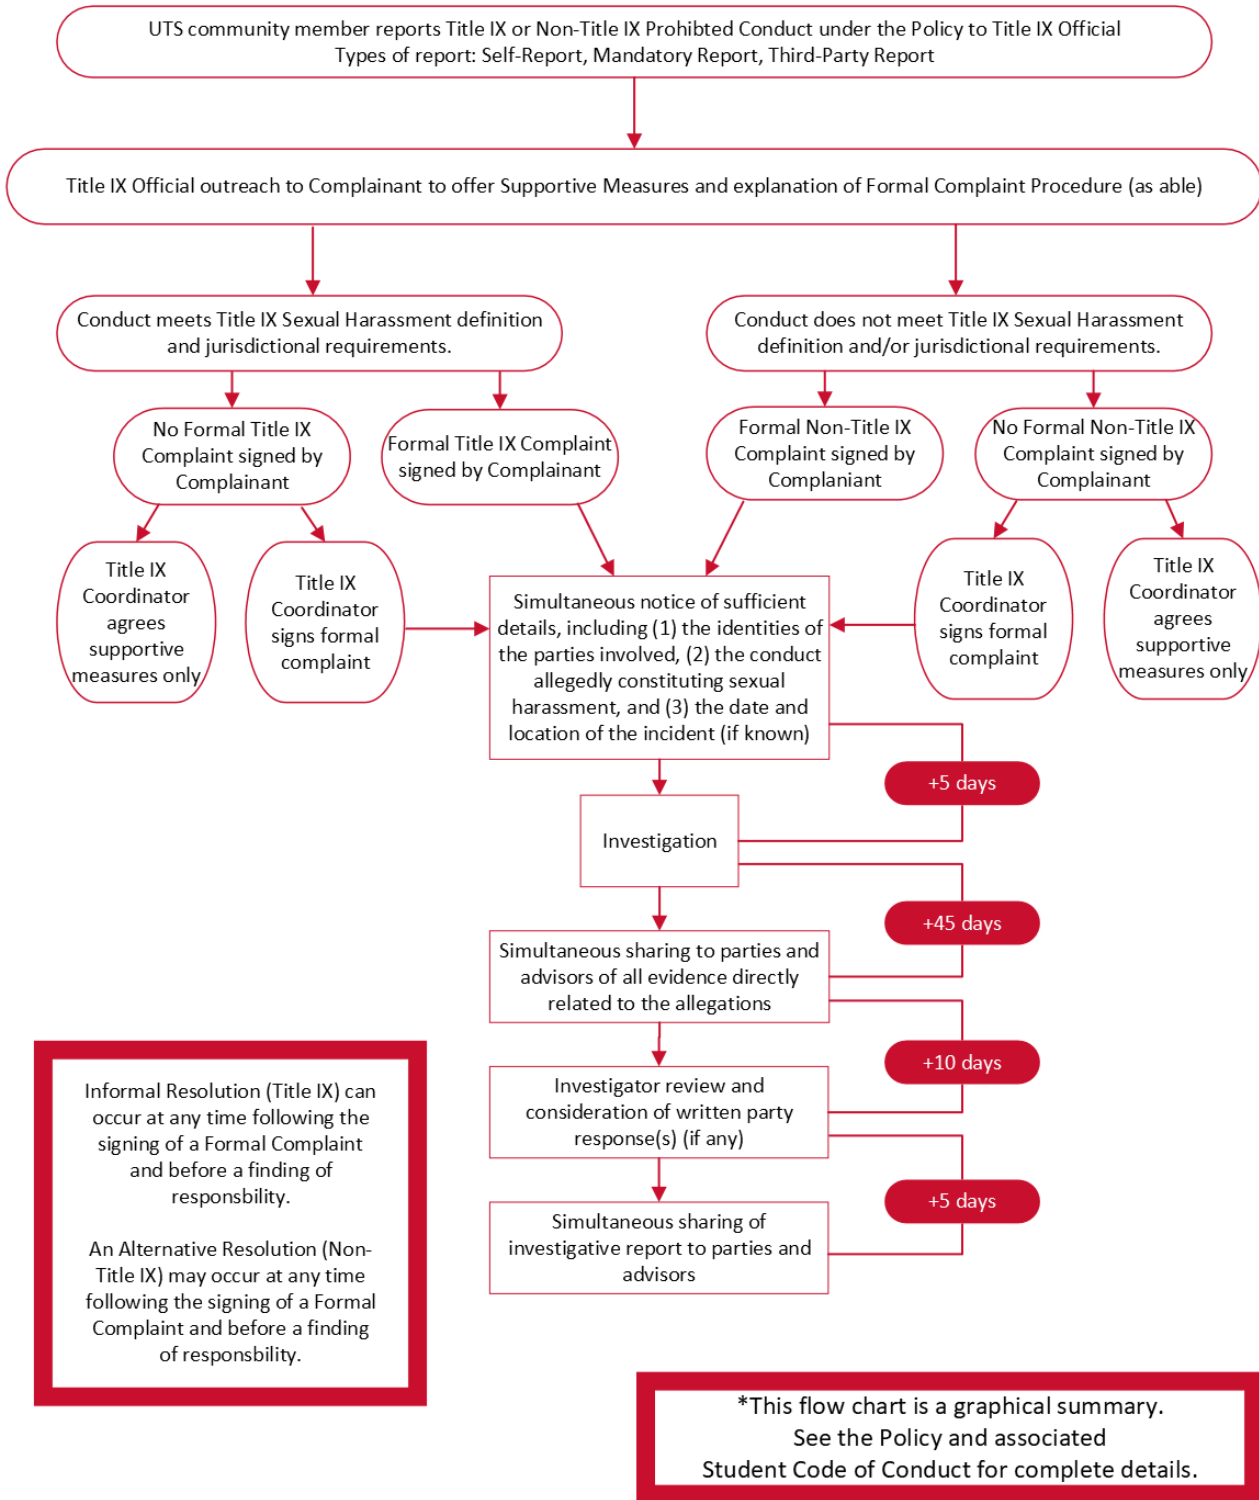 UTS community member reports Title IX or Non-Title IX Prohibted Conduct under the Policy to Title IX Official
Types of report: Self-Report, Mandatory Report, Third-Party Report
Title IX Official outreach to Complainant to offer Supportive Measures and explanation of Formal Complaint Procedure (as able)
Conduct meets Title IX Sexual Harassment definition
and jurisdictional requirements.
Conduct does not meet Title IX Sexual Harassment
definition and/or jurisdictional requirements.
No Formal Title IX
Complaint signed by
Complainant
Formal Title IX Complaint
signed by Complainant
Formal Non-Title IX
Complaint signed by
Complaniant
No Formal Non-Title IX
Complaint signed by
Complainant
Title IX
Coordinator
agrees
supportive
measures only
Title IX
Coordinator
signs formal
complaint
Simultaneous notice of sufficient
details, including (1) the identities of
the parties involved, (2) the conduct
allegedly constituting sexual
harassment, and (3) the date and
location of the incident (if known)
Title IX
Coordinator
signs formal
complaint
Title IX
Coordinator
agrees
supportive
measures only
+5 days
Investigation
+45 days
Simultaneous sharing to parties and
advisors of all evidence directly
related to the allegations
+10 days
Investigator review and
consideration of written party
response(s) (if any)
+5 days
Simultaneous sharing of
investigative report to parties and
advisors
Informal Resolution (Title IX) can
occur at any time following the
signing of a Formal Complaint
and before a finding of
responsbility.
An Alternative Resolution (Non-
Title IX) may occur at any time
following the signing of a Formal
Complaint and before a finding
of responsbility.
*This flow chart is a graphical summary.
See the Policy and associated
Student Code of Conduct for complete details.